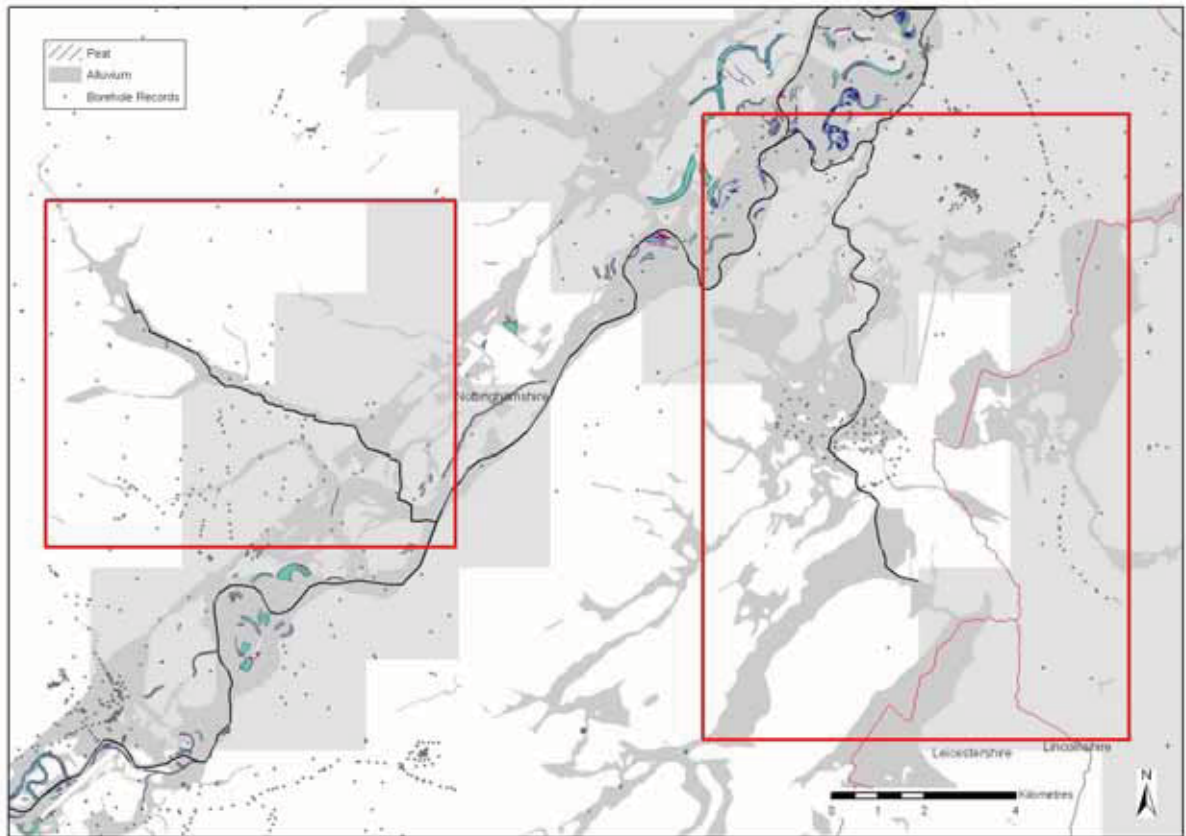 Peat
Alluvium
Borehole Records
Nottinghamshire
Leicestershire
Lincolnshire
Kilometres
0 1 2 4
N